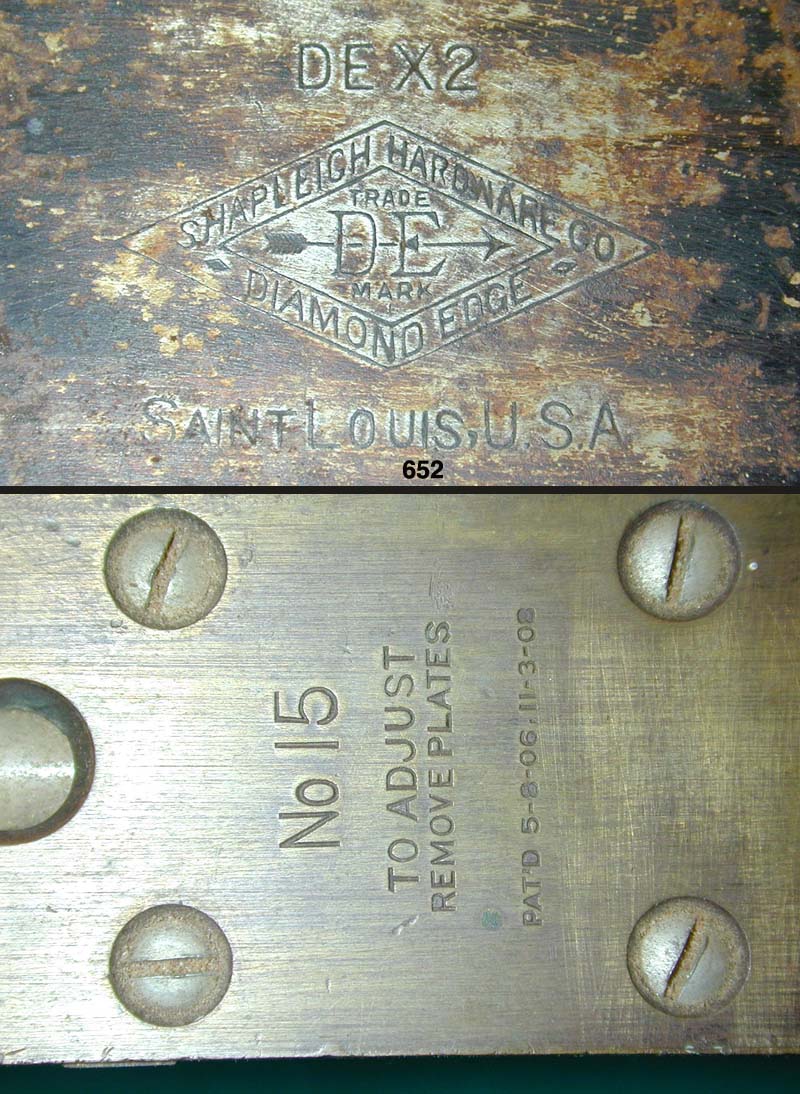 DE X2
SHAPLEIGH HARDWARE CO
TRADE
DE
MARK
DIAMOND EDGE
SAINT LOUIS, U.S.A.
652
No 15
TO ADJUST
REMOVE PLATES
PAT'D 5-8-06, 11-3-08